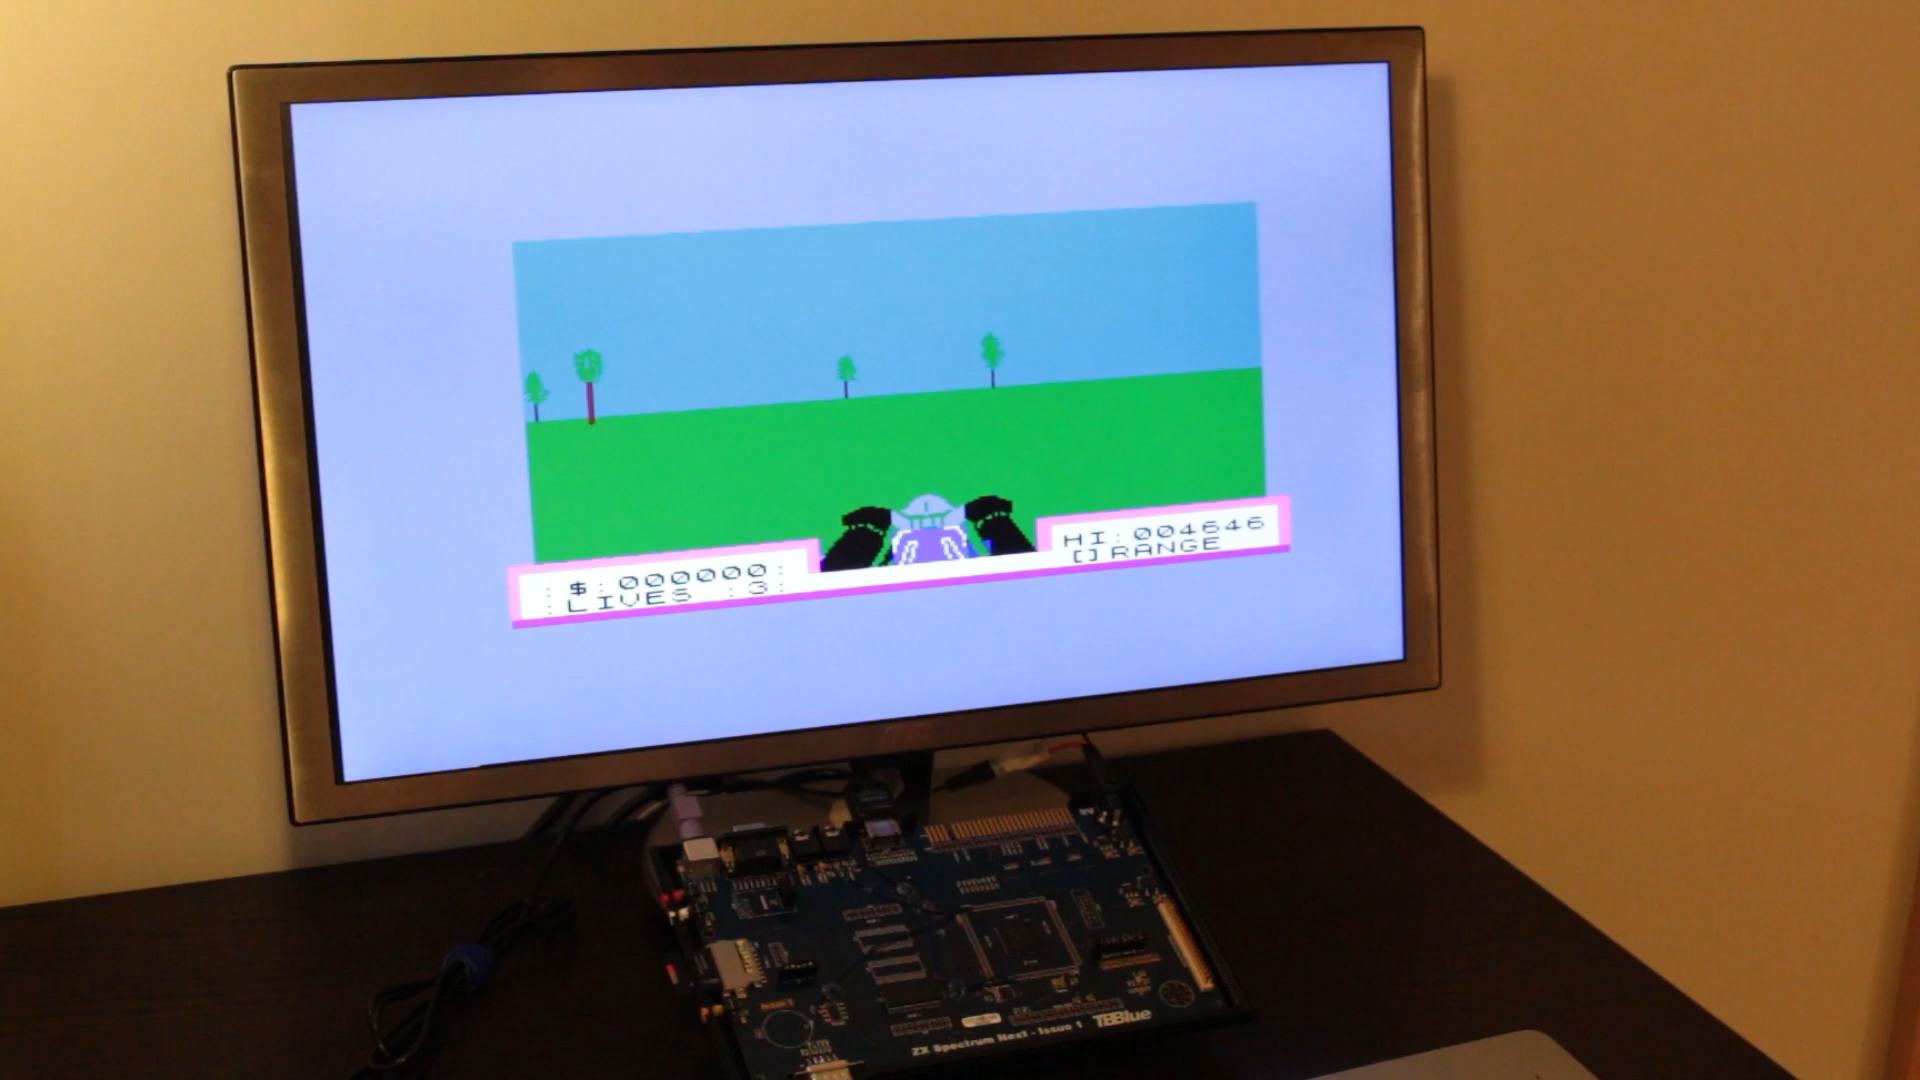 $:000000
LIVES :3
HI:004646
[]RANGE
ZX Spectrum Next - Issue 1 TBBlue